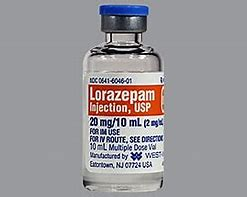 NDC 0641-6046-01
Lorazepam
Injection, USP
20 mg/10 mL (2 mg/mL
FOR IM USE
FOR IV ROUTE, SEE DIRECTIONS
10 mL Multiple Dose Vial
Manufactured by WEST
Eatontown, NJ 07724 USA